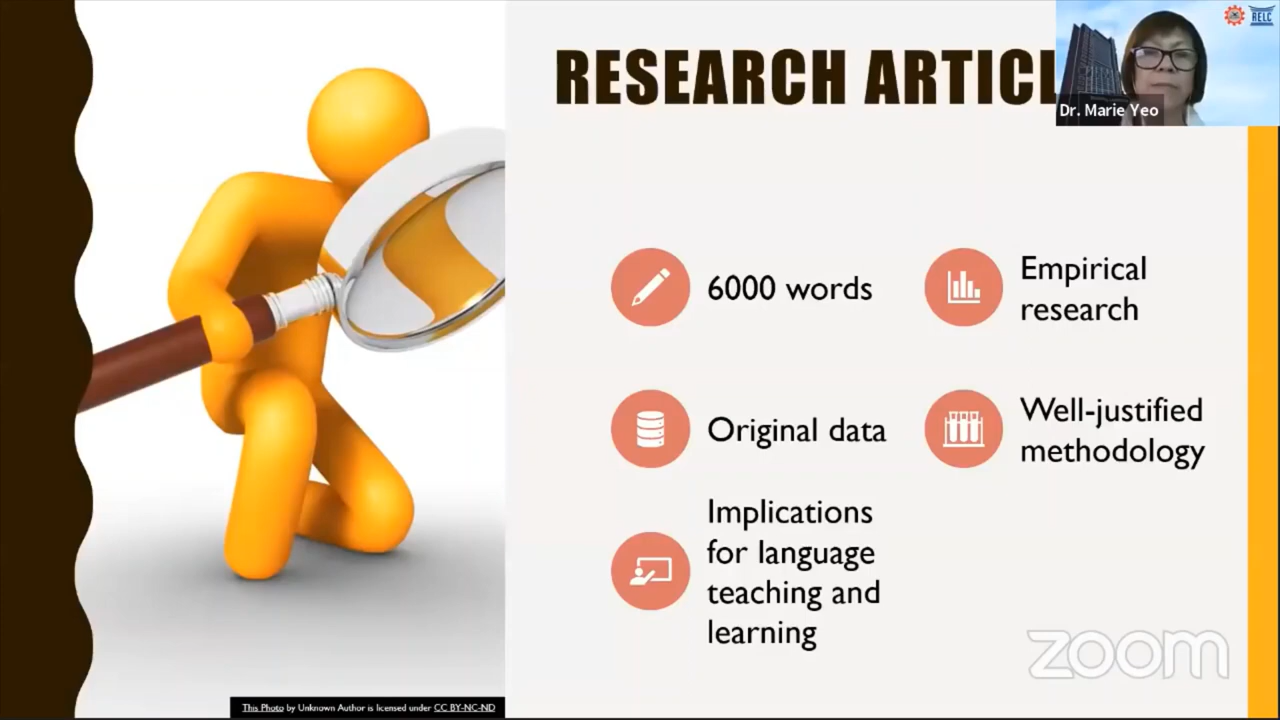 RESEARCH ARTICL
RELC
Dr. Marie Yeo
6000 words
Empirical
research
Original data
Well-justified
methodology
Implications
for language
teaching and
learning
zoom
This Photo by Unknown Author is licensed under CC BY-NC-ND